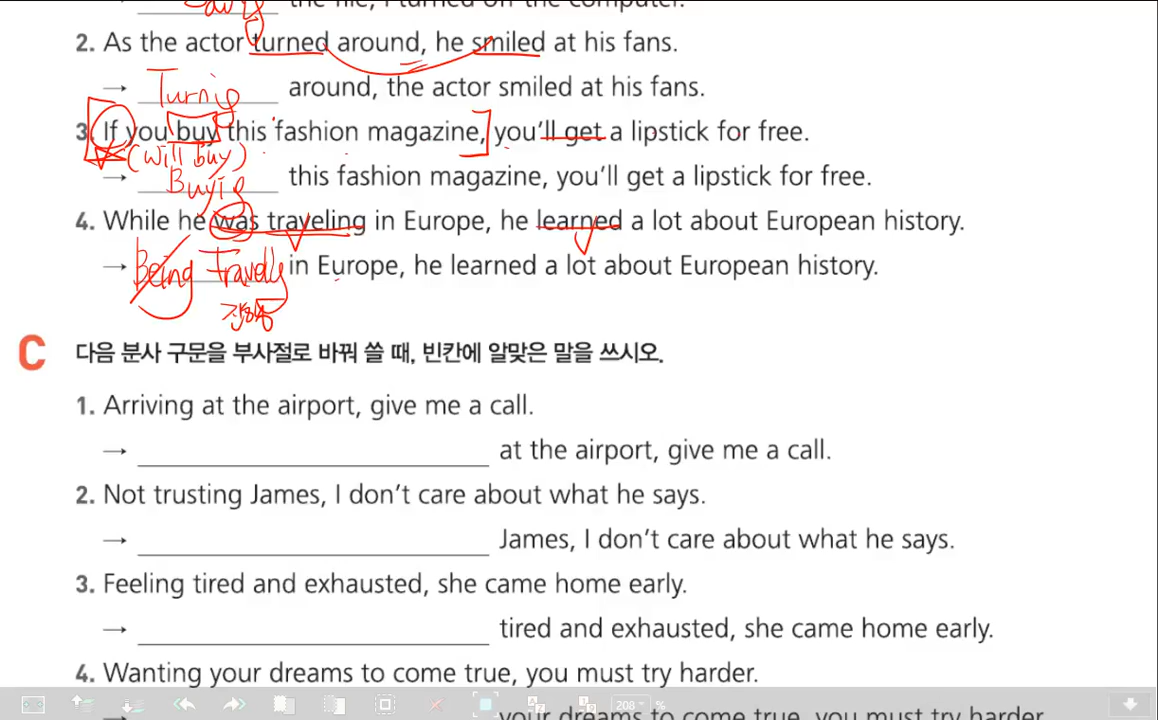 Saving the file, I turned off the computer.
2. As the actor turned around, he smiled at his fans.
→ Turnig around, the actor smiled at his fans.
3. If you buy this fashion magazine, you'll get a lipstick for free.
(will buy)
→ Buyig this fashion magazine, you'll get a lipstick for free.
4. While he was traveling in Europe, he learned a lot about European history.
→ Being in Europe, he learned a lot about European history.
C 다음 분사 구문을 부사절로 바꿔 쓸 때, 빈칸에 알맞은 말을 쓰시오.
1. Arriving at the airport, give me a call.
→ at the airport, give me a call.
2. Not trusting James, I don't care about what he says.
→ James, I don't care about what he says.
3. Feeling tired and exhausted, she came home early.
→ tired and exhausted, she came home early.
4. Wanting your dreams to come true, you must try harder.
→ your dreams to come true, you must try harder
208 %